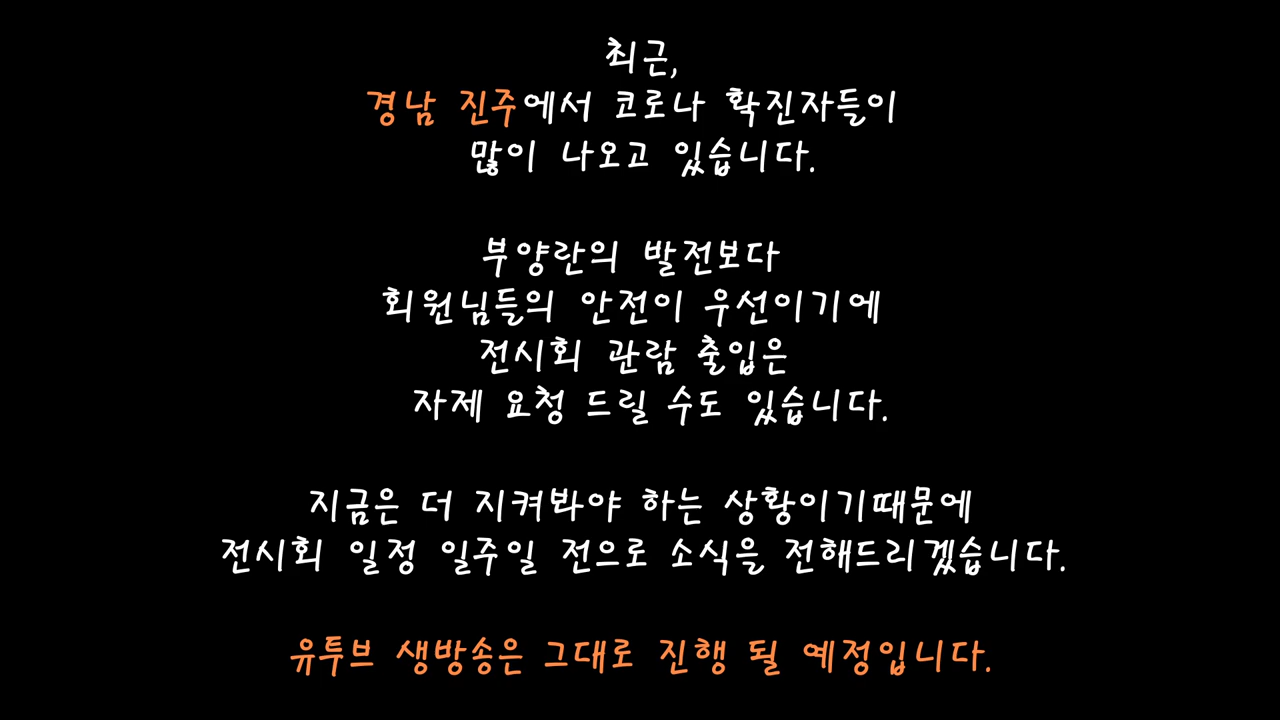 최근,
경남 진주에서 코로나 확진자들이
많이 나오고 있습니다.
부양란의 발전보다
회원님들의 안전이 우선이기에
전시회 관람 출입은
자제 요청 드릴 수도 있습니다.
지금은 더 지켜봐야 하는 상황이기때문에
전시회 일정 일주일 전으로 소식을 전해드리겠습니다.
유투브 생방송은 그대로 진행 될 예정입니다.